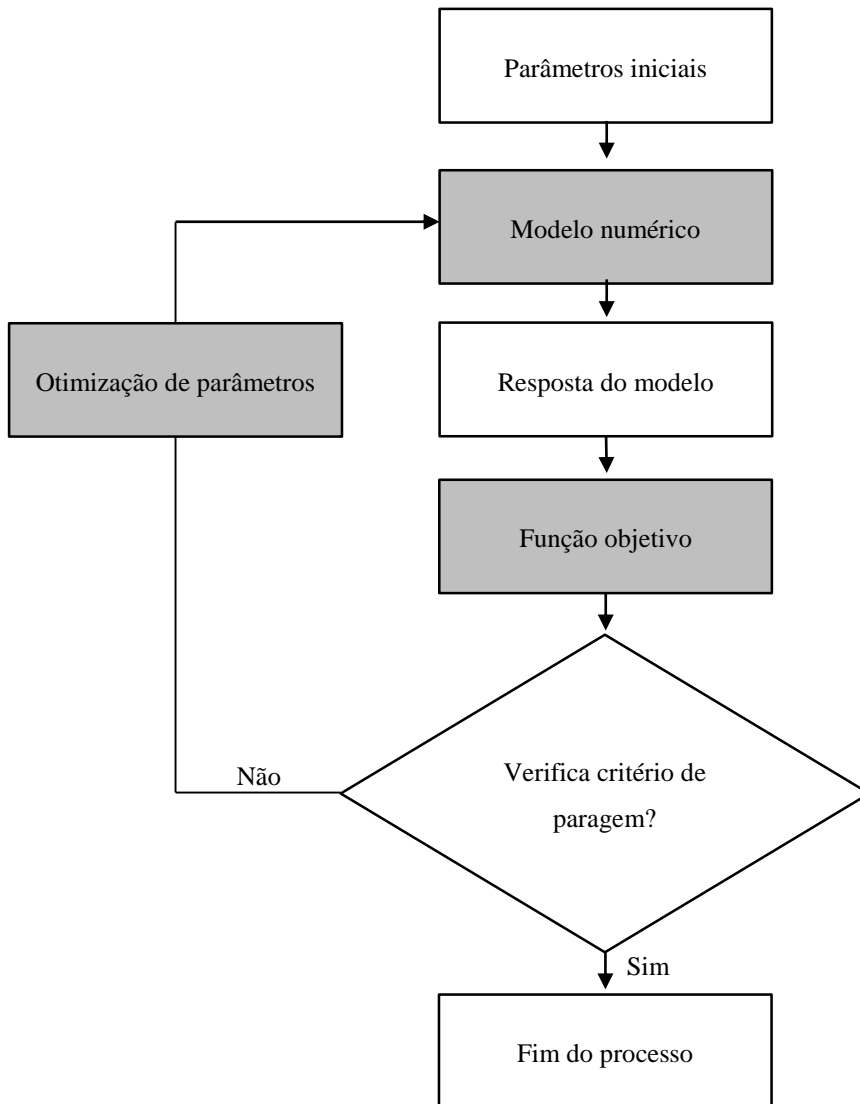 Parâmetros iniciais
Modelo numérico
Otimização de parâmetros
Resposta do modelo
Função objetivo
Não
Verifica critério de
paragem?
Sim
Fim do processo